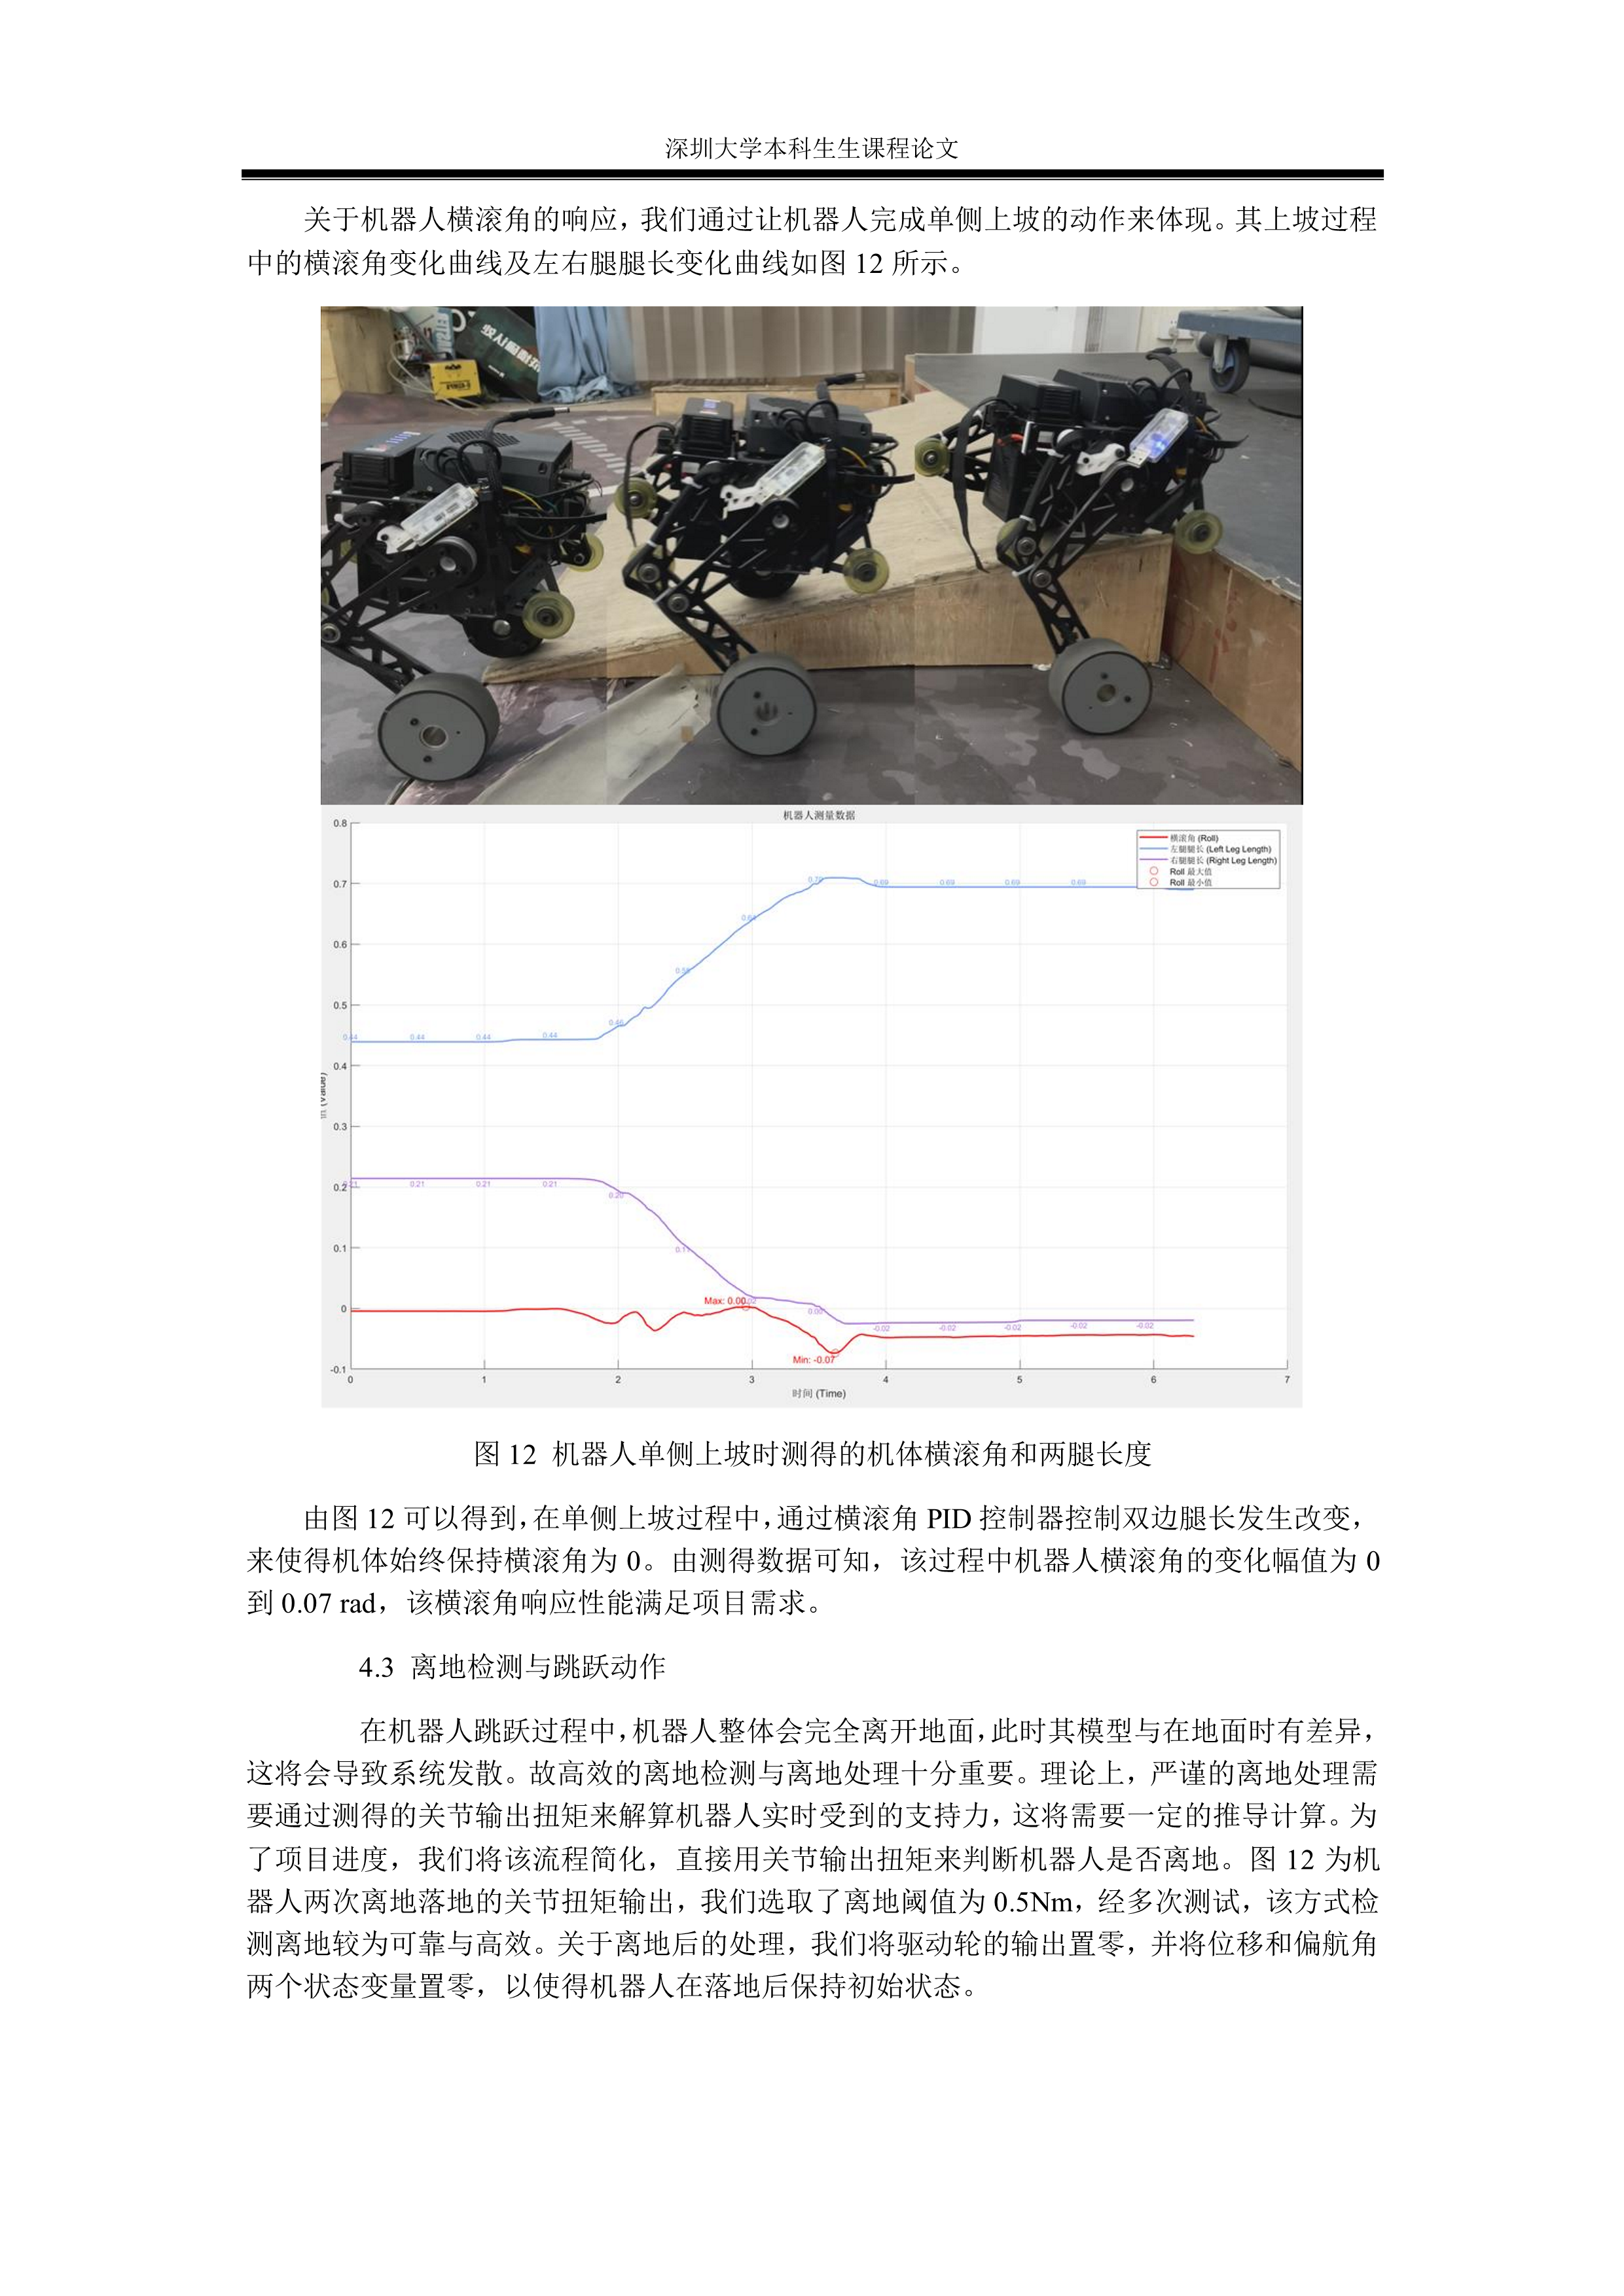 深圳大学本科生生课程论文
关于机器人横滚角的响应，我们通过让机器人完成单侧上坡的动作来体现。其上坡过程
中的横滚角变化曲线及左右腿腿长变化曲线如图 12 所示。
机器人测量数据
横滚角 (Roll)
左腿腿长 (Left Leg Length)
右腿腿长 (Right Leg Length)
Roll 最大值
Roll 最小值
0.8
0.7
0.6
0.5
0.4
0.3
0.2
0.1
0
-0.1
0.70 0.69 0.69 0.69 0.69
0.64
0.46
0.44 0.44 0.44 0.44
0.21 0.21 0.21 0.21
0.20
0.11
Max: 0.00
0.00
-0.02 -0.02 -0.02 -0.02 -0.02
Min: -0.07
0 1 2 3 4 5 6 7
时间 (Time)
图 12 机器人单侧上坡时测得的机体横滚角和两腿长度
由图 12 可以得到，在单侧上坡过程中，通过横滚角 PID 控制器控制双边腿长发生改变，
来使得机体始终保持横滚角为 0。由测得数据可知，该过程中机器人横滚角的变化幅值为 0
到 0.07 rad，该横滚角响应性能满足项目需求。
4.3 离地检测与跳跃动作
在机器人跳跃过程中，机器人整体会完全离开地面，此时其模型与在地面时有差异，
这将会导致系统发散。故高效的离地检测与离地处理十分重要。理论上，严谨的离地处理需
要通过测得的关节输出扭矩来解算机器人实时受到的支持力，这将需要一定的推导计算。为
了项目进度，我们将该流程简化，直接用关节输出扭矩来判断机器人是否离地。图 12 为机
器人两次离地落地的关节扭矩输出，我们选取了离地阈值为 0.5Nm，经多次测试，该方式检
测离地较为可靠与高效。关于离地后的处理，我们将驱动轮的输出置零，并将位移和偏航角
两个状态变量置零，以使得机器人在落地后保持初始状态。